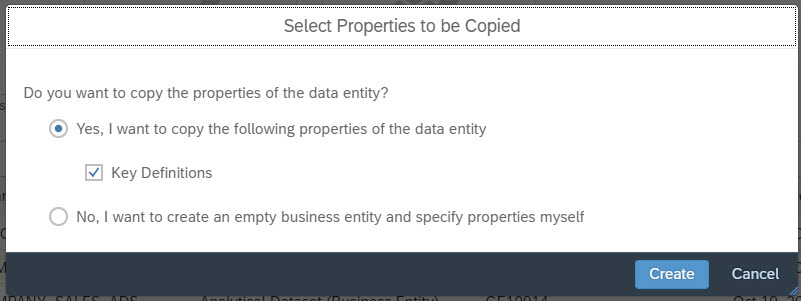 Select Properties to be Copied
Do you want to copy the properties of the data entity?
Yes, I want to copy the following properties of the data entity
Key Definitions
No, I want to create an empty business entity and specify properties myself
Create Cancel